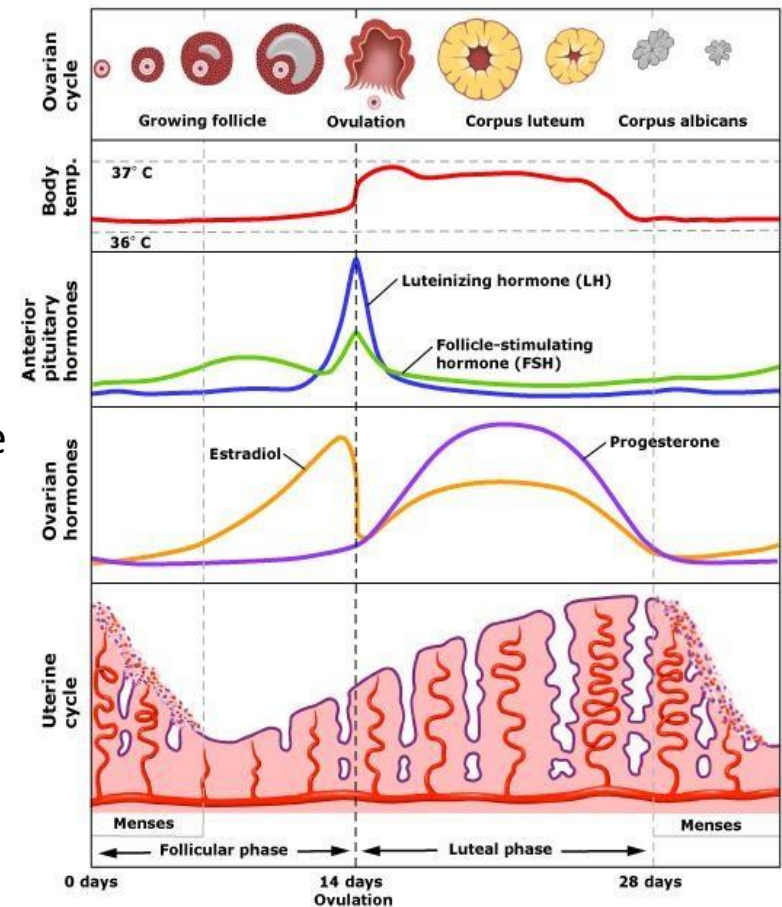 Ovarian
cycle
Growing follicle
Ovulation
Corpus luteum
Corpus albicans
Body
temp.
37° C
36° C
Anterior
pituitary
hormones
Luteinizing hormone (LH)
Follicle-stimulating
hormone (FSH)
Ovarian
hormones
Estradiol
Progesterone
Uterine
cycle
Menses
Menses
Follicular phase
Luteal phase
0 days
14 days
Ovulation
28 days